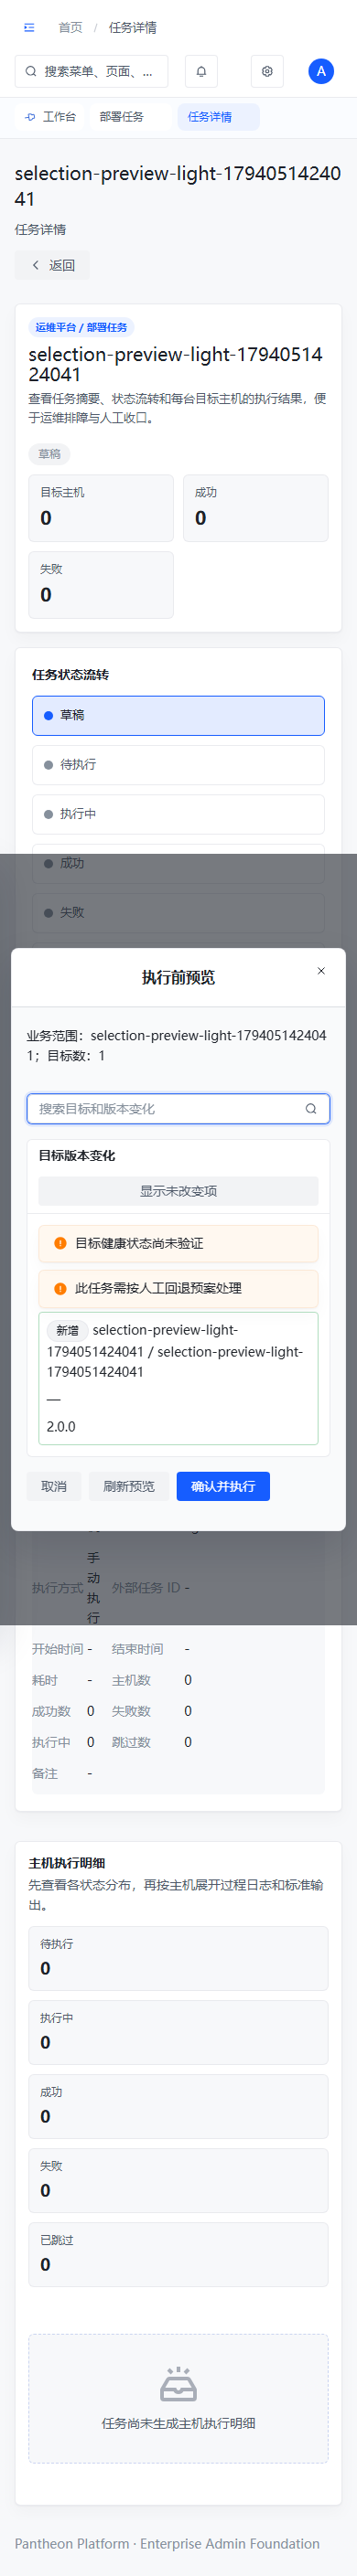 首页 / 任务详情
搜索菜单、页面、...
A
工作台 部署任务 任务详情
selection-preview-light-17940514240
41
任务详情
返回
运维平台 / 部署任务
selection-preview-light-17940514
24041
查看任务摘要、状态流转和每台目标主机的执行结果，便
于运维排障与人工收口。
草稿
目标主机
0
成功
0
失败
0
任务状态流转
草稿
待执行
执行中
成功
失败
执行前预览
业务范围：selection-preview-light-179405142404
1；目标数：1
搜索目标和版本变化
目标版本变化
显示未改变项
目标健康状态尚未验证
此任务需按人工回退预案处理
新增 selection-preview-light-
1794051424041 / selection-preview-light-
1794051424041
—
2.0.0
取消 刷新预览 确认并执行
执行方式 手动执行 外部任务 ID -
开始时间 - 结束时间 -
耗时 - 主机数 0
成功数 0 失败数 0
执行中 0 跳过数 0
备注 -
主机执行明细
先查看各状态分布，再按主机展开过程日志和标准输
出。
待执行
0
执行中
0
成功
0
失败
0
已跳过
0
任务尚未生成主机执行明细
Pantheon Platform · Enterprise Admin Foundation